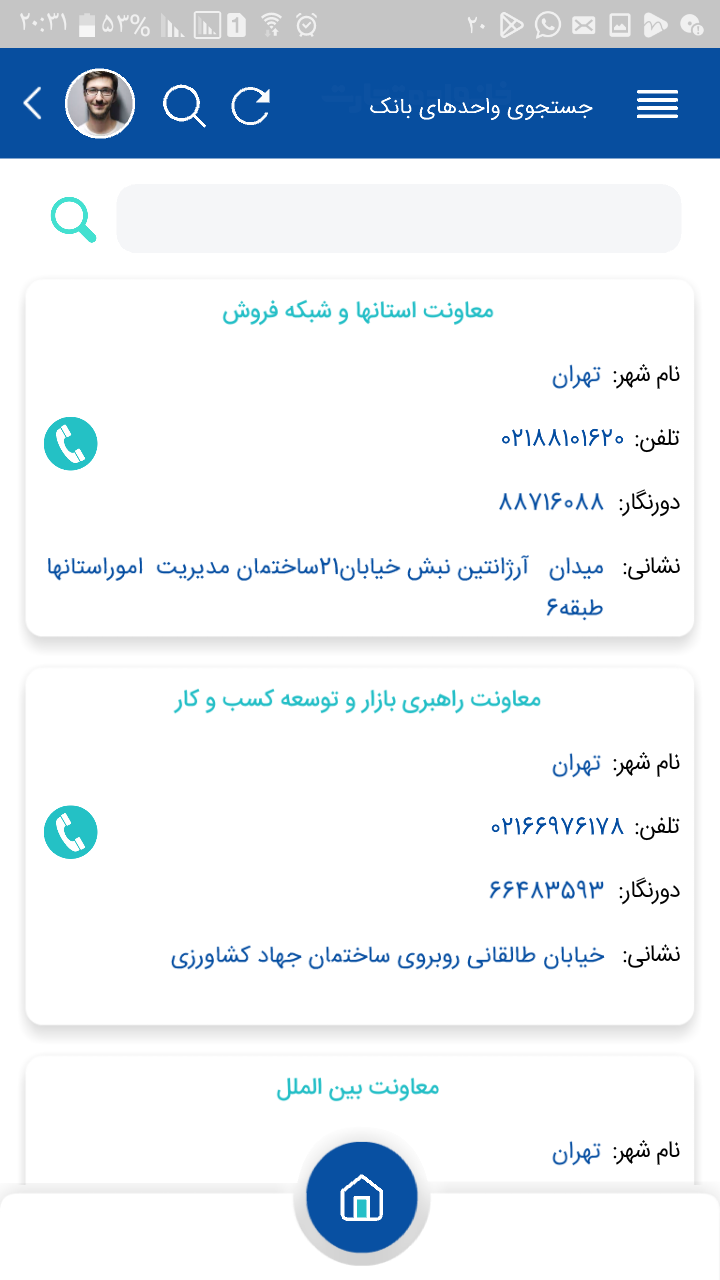 ۲۰:۳۱ ۵۳% 1 ۲۰
جستجوی واحدهای بانک
معاونت استانها و شبکه فروش
نام شهر: تهران
تلفن: ۰۲۱۸۸۱۰۱۶۲۰
دورنگار: ۸۸۷۱۶۰۸۸
نشانی: میدان آرژانتین نبش خیابان۲۱ساختمان مدیریت اموراستانها
طبقه۶
معاونت راهبری بازار و توسعه کسب و کار
نام شهر: تهران
تلفن: ۰۲۱۶۶۹۷۶۱۷۸
دورنگار: ۶۶۴۸۳۵۹۳
نشانی: خیابان طالقانی روبروی ساختمان جهاد کشاورزی
معاونت بین الملل
نام شهر: تهران